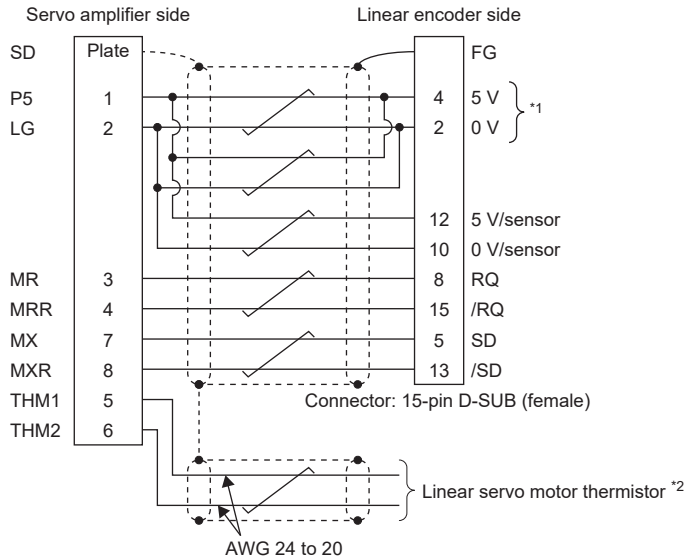 Servo amplifier side Linear encoder side
SD Plate FG
P5 1 4 5 V
*1
LG 2 2 0 V
12 5 V/sensor
10 0 V/sensor
MR 3 8 RQ
MRR 4 15 /RQ
MX 7 5 SD
MXR 8 13 /SD
THM1 5 Connector: 15-pin D-SUB (female)
THM2 6
Linear servo motor thermistor *2
AWG 24 to 20